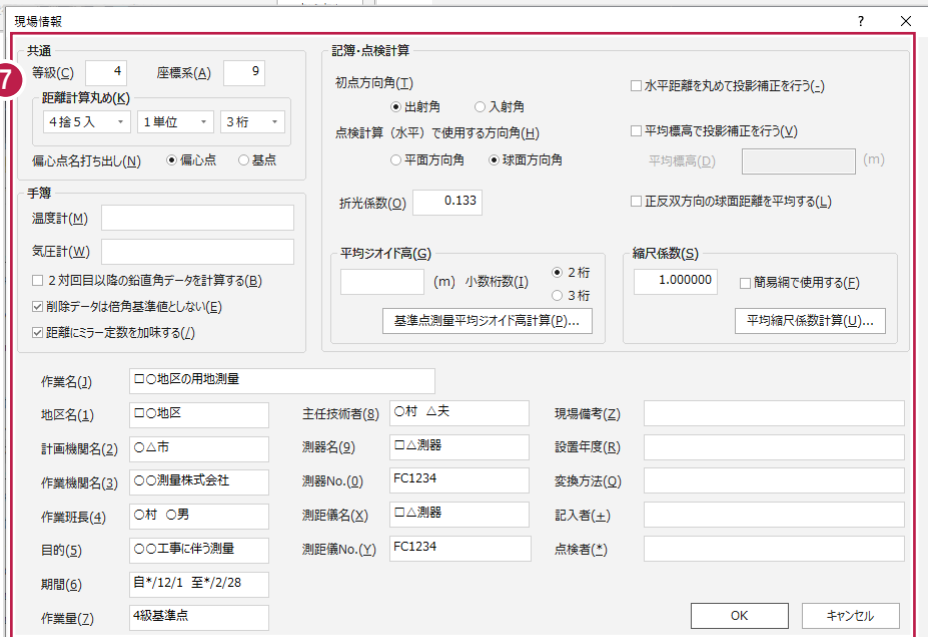 現場情報
?
×
7
共通
等級(C) 4 座標系(A) 9
距離計算丸め(K)
4捨5入 1単位 3桁
偏心点名打ち出し(N) 偏心点 基点
手簿
温度計(M)
気圧計(W)
2対回目以降の鉛直角データを計算する(B)
削除データは倍角基準値としない(E)
距離にミラー定数を加味する(/)
記簿・点検計算
初点方向角(T)
出射角 入射角
点検計算（水平）で使用する方向角(H)
平面方向角 球面方向角
折光係数(O) 0.133
水平距離を丸めて投影補正を行う(-)
平均標高で投影補正を行う(V)
平均標高(D) (m)
正反双方向の球面距離を平均する(L)
平均ジオイド高(G)
(m) 小数桁数(I) 2桁
3桁
基準点測量平均ジオイド高計算(P)...
縮尺係数(S)
1.000000 簡易網で使用する(F)
平均縮尺係数計算(U)...
作業名(J) □○地区の用地測量
地区名(1) □○地区
計画機関名(2) ○△市
作業機関名(3) ○○測量株式会社
作業班長(4) ○村 ○男
目的(5) ○○工事に伴う測量
期間(6) 自*/12/1 至*/2/28
作業量(7) 4級基準点
主任技術者(8) ○村 △夫
測器名(9) □△測器
測器No.(0) FC1234
測距儀名(X) □△測器
測距儀No.(Y) FC1234
現場備考(Z)
設置年度(R)
変換方法(Q)
記入者(+)
点検者(*)
OK キャンセル